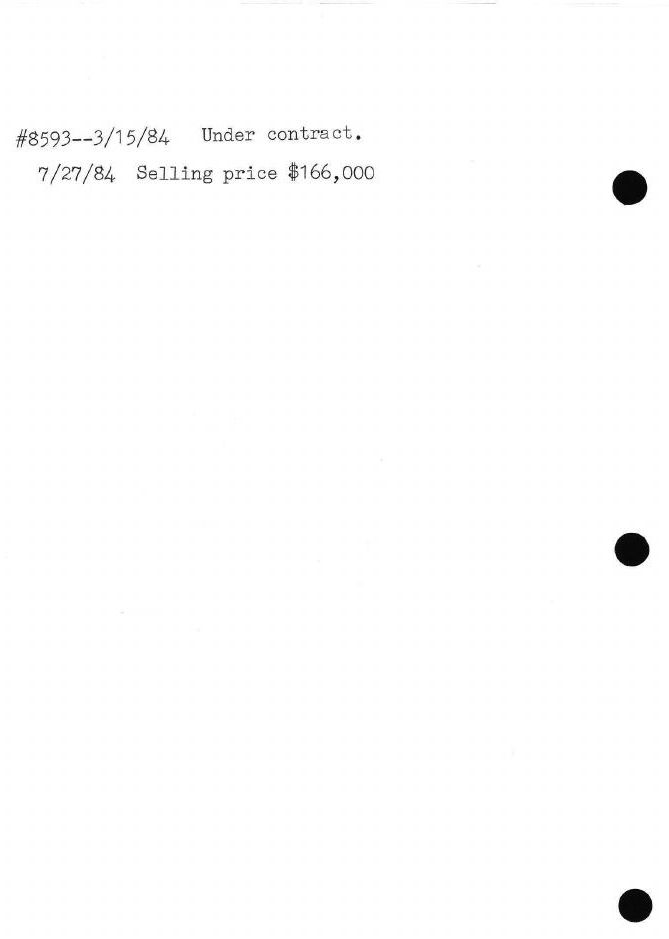 #8593--3/15/84 Under contract.
7/27/84 Selling price $166,000